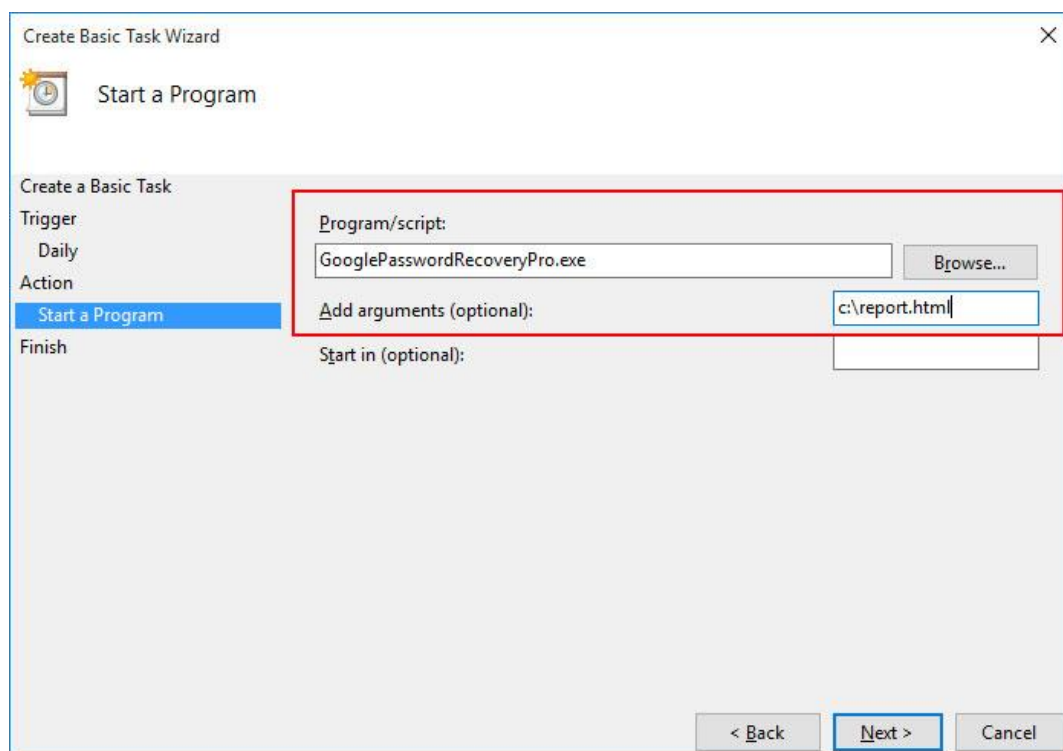 Create Basic Task Wizard
Start a Program
Create a Basic Task
Trigger
Daily
Action
Start a Program
Finish
Program/script:
GooglePasswordRecoveryPro.exe
Browse...
Add arguments (optional):
c:\report.html
Start in (optional):
< Back
Next >
Cancel